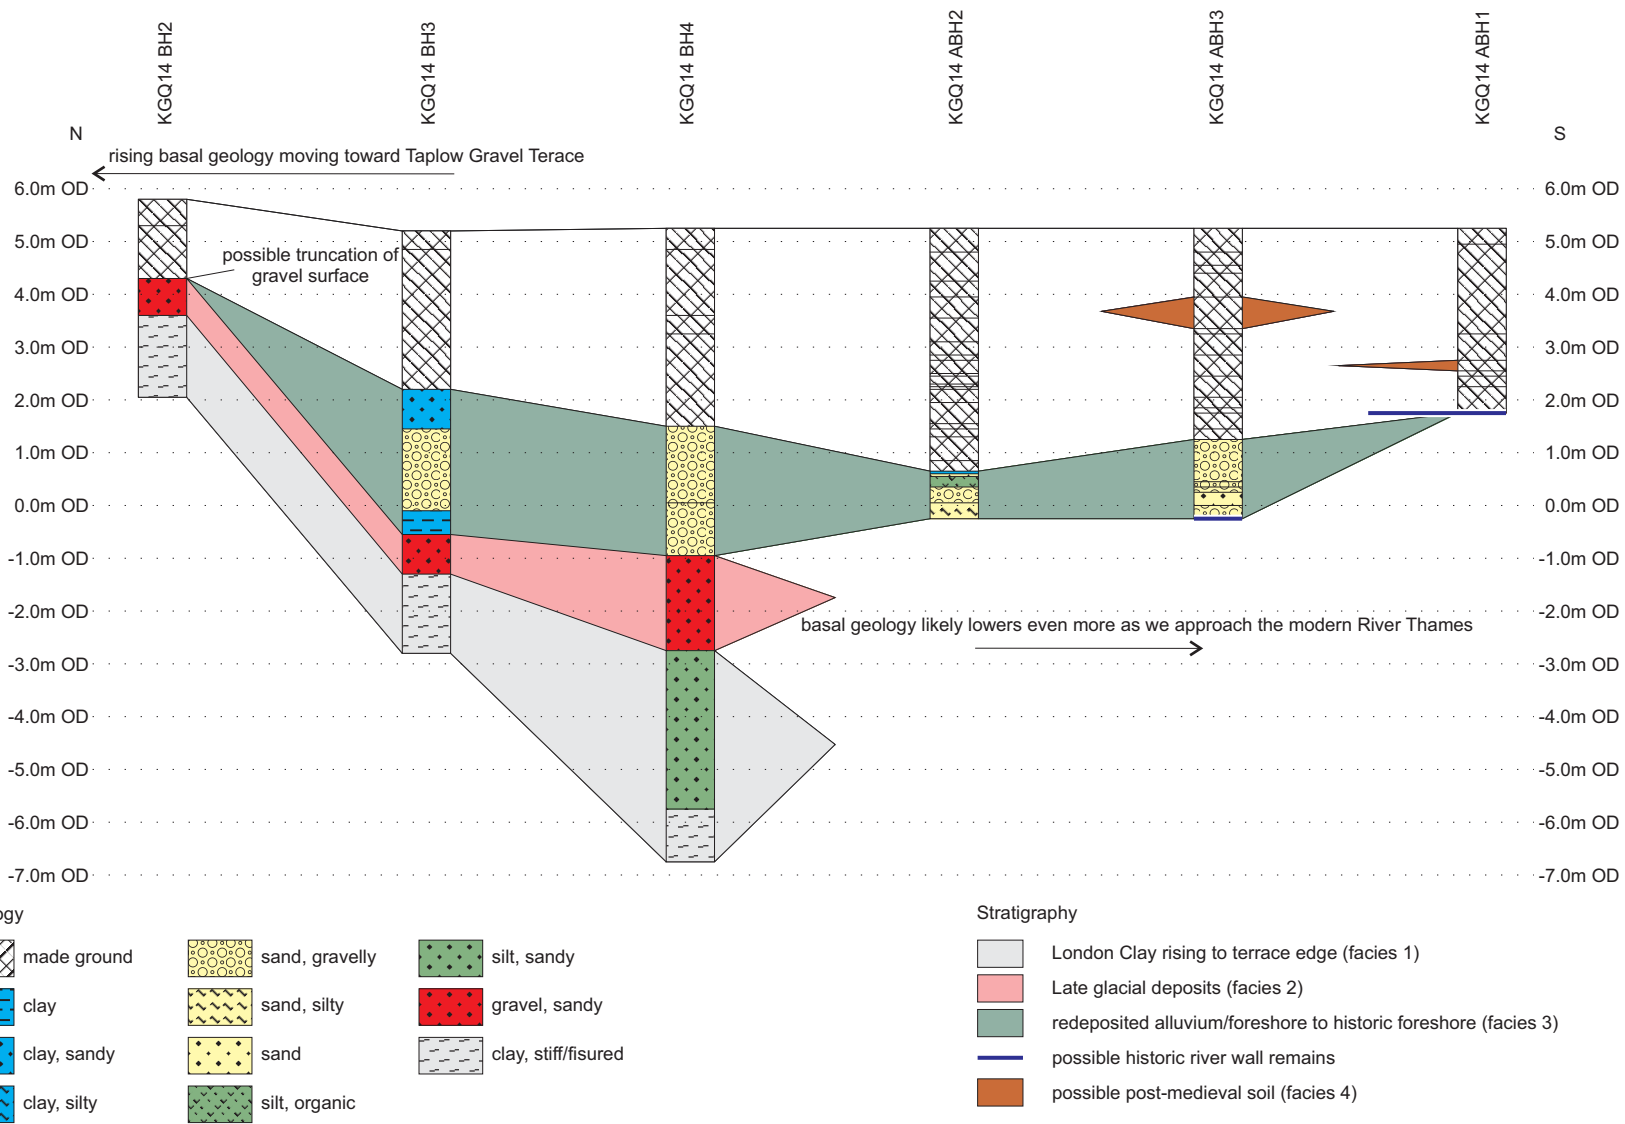 KGQ14 BH2
KGQ14 BH3
KGQ14 BH4
KGQ14 ABH2
KGQ14 ABH3
KGQ14 ABH1
N
S
rising basal geology moving toward Taplow Gravel Terace
6.0m OD
6.0m OD
5.0m OD
5.0m OD
possible truncation of
gravel surface
4.0m OD
4.0m OD
3.0m OD
3.0m OD
2.0m OD
2.0m OD
1.0m OD
1.0m OD
0.0m OD
0.0m OD
-1.0m OD
-1.0m OD
-2.0m OD
-2.0m OD
basal geology likely lowers even more as we approach the modern River Thames
-3.0m OD
-3.0m OD
-4.0m OD
-4.0m OD
-5.0m OD
-5.0m OD
-6.0m OD
-6.0m OD
-7.0m OD
-7.0m OD
ogy
made ground
clay
clay, sandy
clay, silty
sand, gravelly
sand, silty
sand
silt, organic
silt, sandy
gravel, sandy
clay, stiff/fisured
Stratigraphy
London Clay rising to terrace edge (facies 1)
Late glacial deposits (facies 2)
redeposited alluvium/foreshore to historic foreshore (facies 3)
possible historic river wall remains
possible post-medieval soil (facies 4)